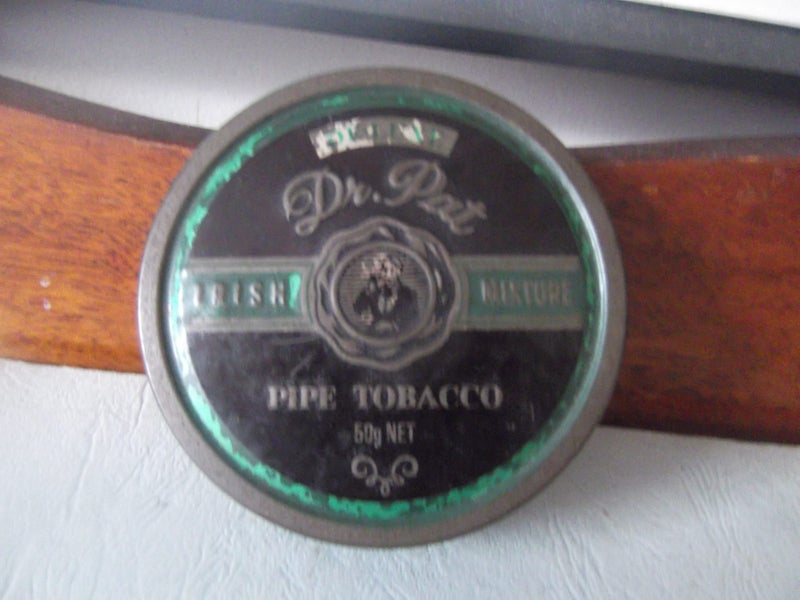 Dr. Pat
IRISH MIXTURE
PIPE TOBACCO
50g NET